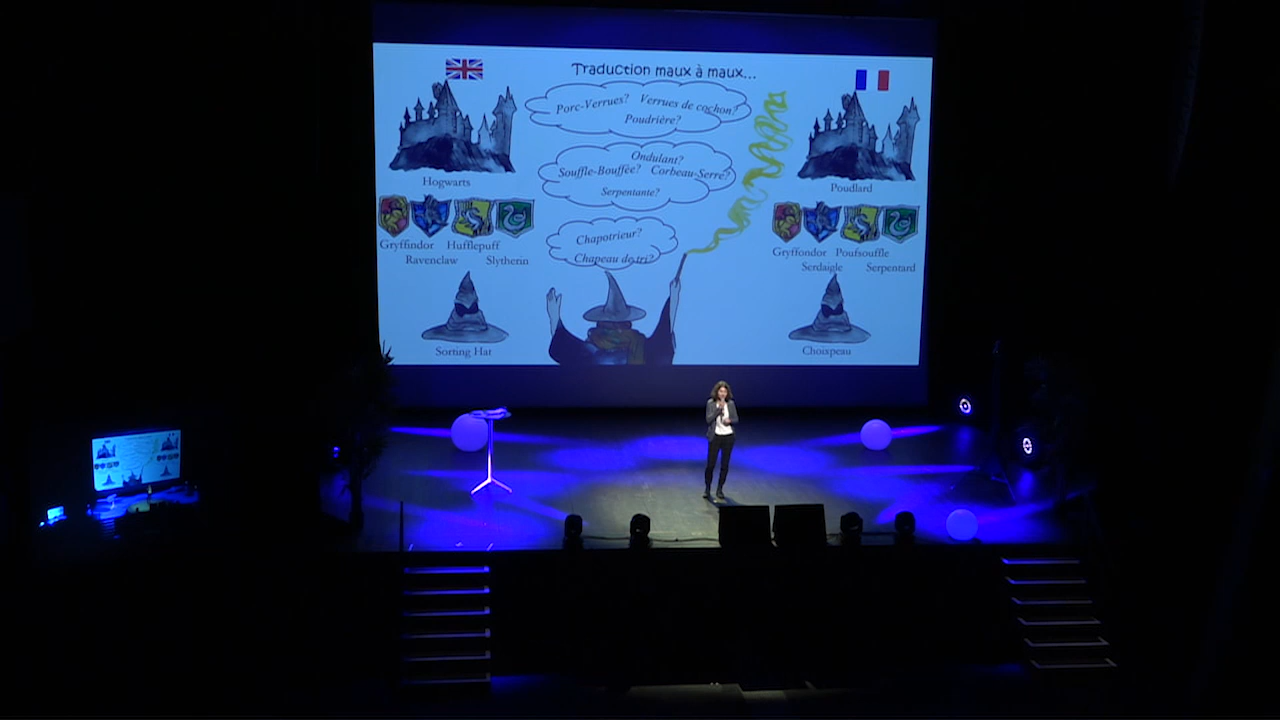 Traduction maux à maux...
Porc-Verrues? Verrues de cochon?
Poudrière?
Ondulant?
Souffle-Bouffée? Corbeau-Serre?
Serpentante?
Chapotrieur?
Chapeau de tri?
Hogwarts
Gryffindor Hufflepuff
Ravenclaw Slytherin
Sorting Hat
Poudlard
Gryffondor Poufsouffle
Serdaigle Serpentard
Choixpeau